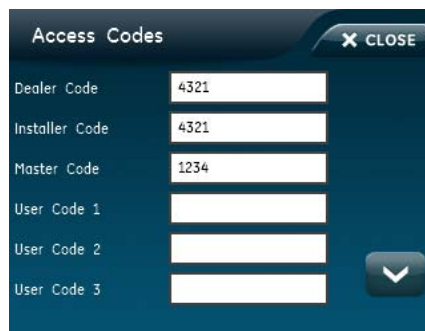 Access Codes
X CLOSE
Dealer Code 4321
Installer Code 4321
Master Code 1234
User Code 1
User Code 2
User Code 3